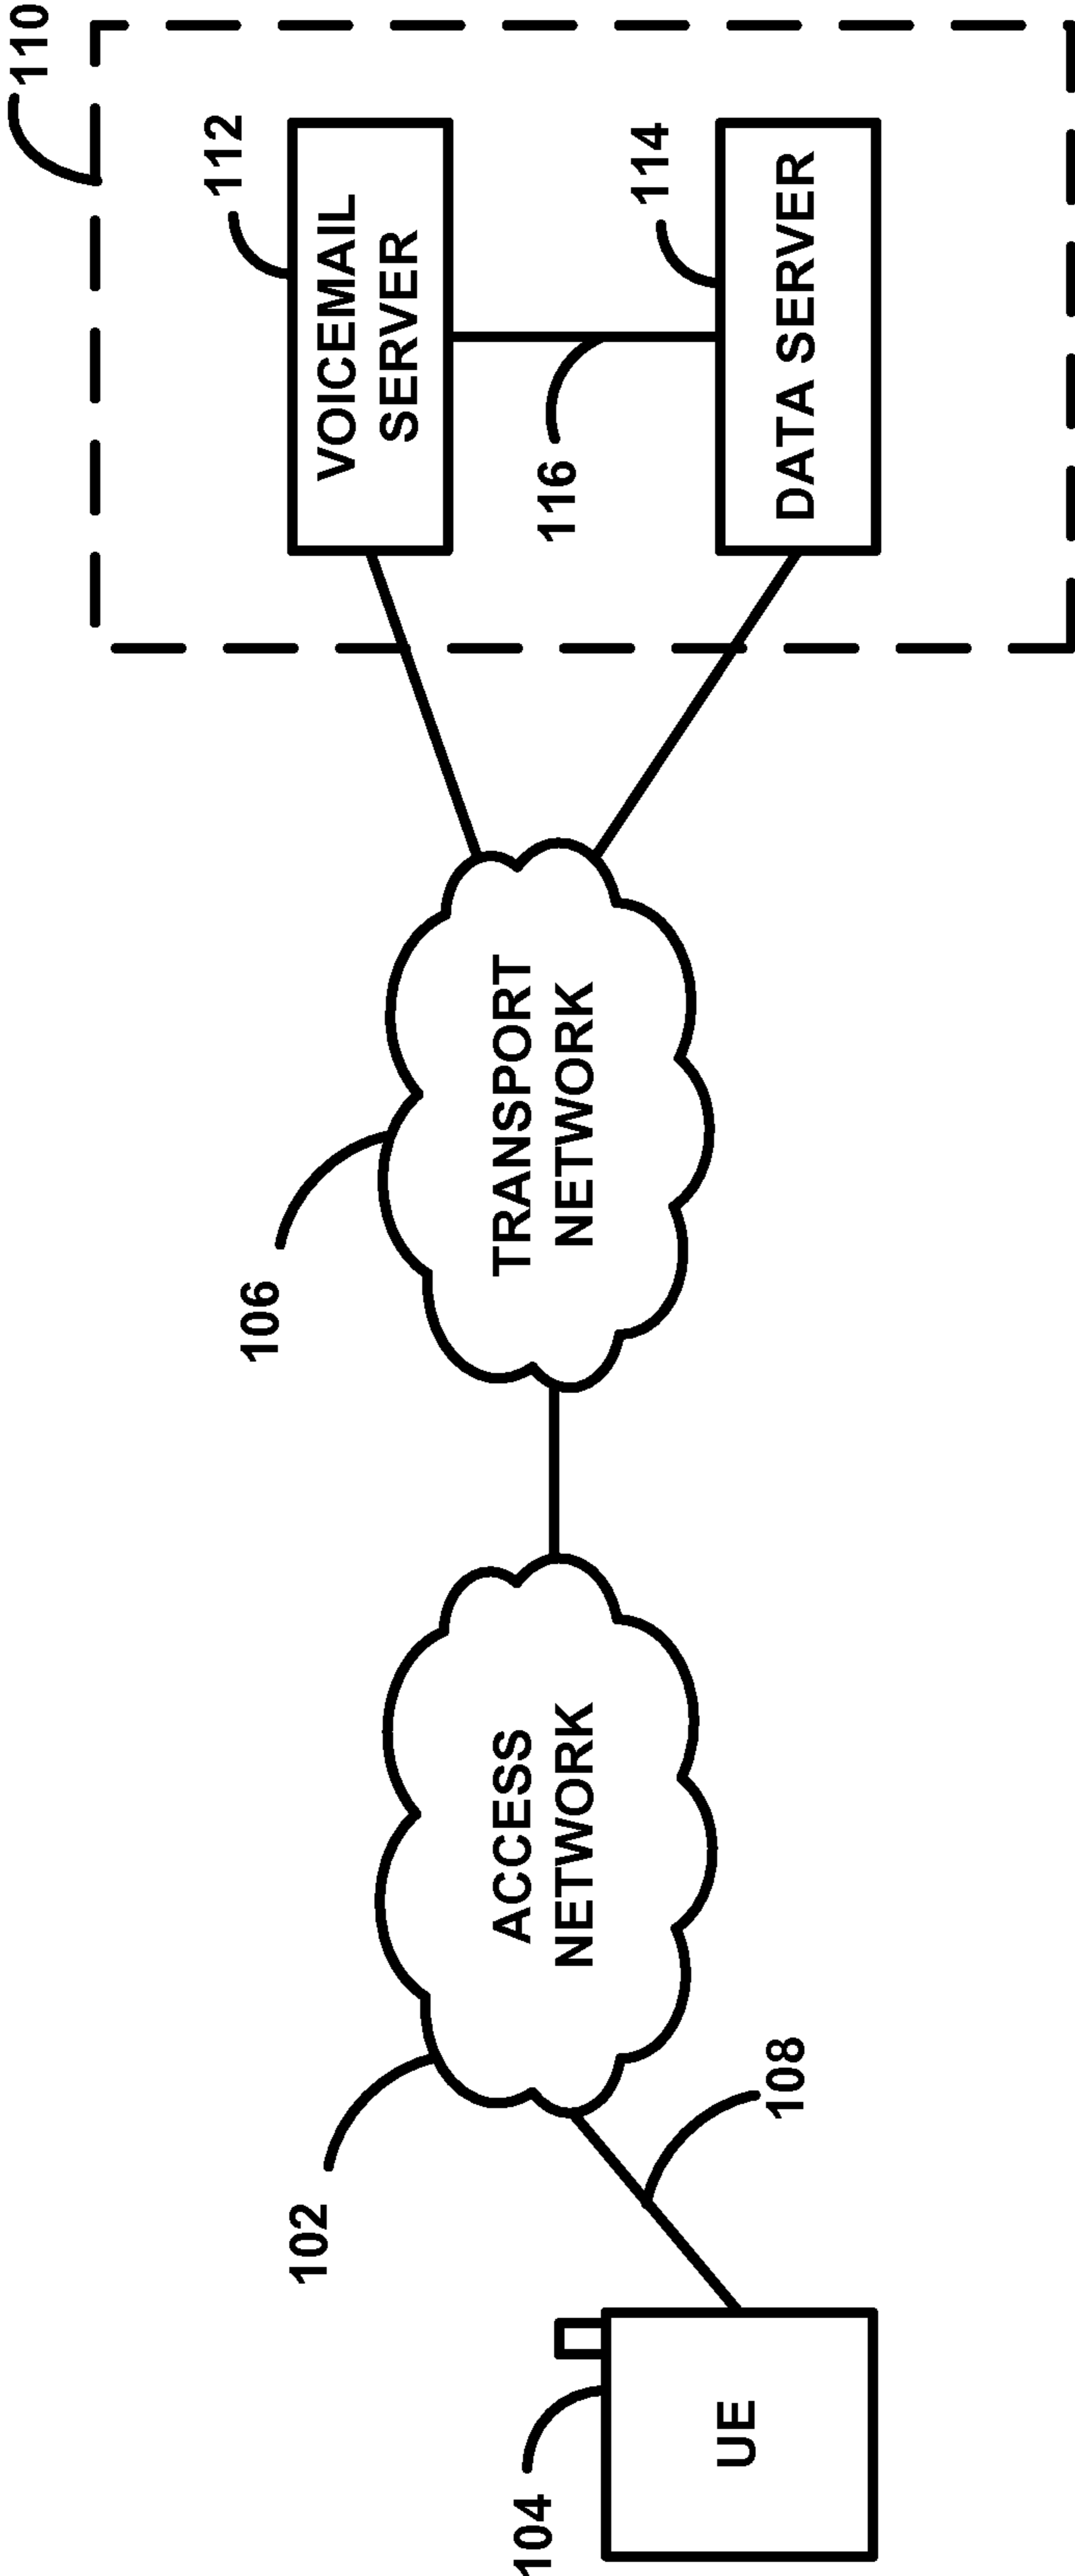 110
112
VOICEMAIL
SERVER
116
114
DATA SERVER
106
TRANSPORT
NETWORK
102
ACCESS
NETWORK
108
104
UE